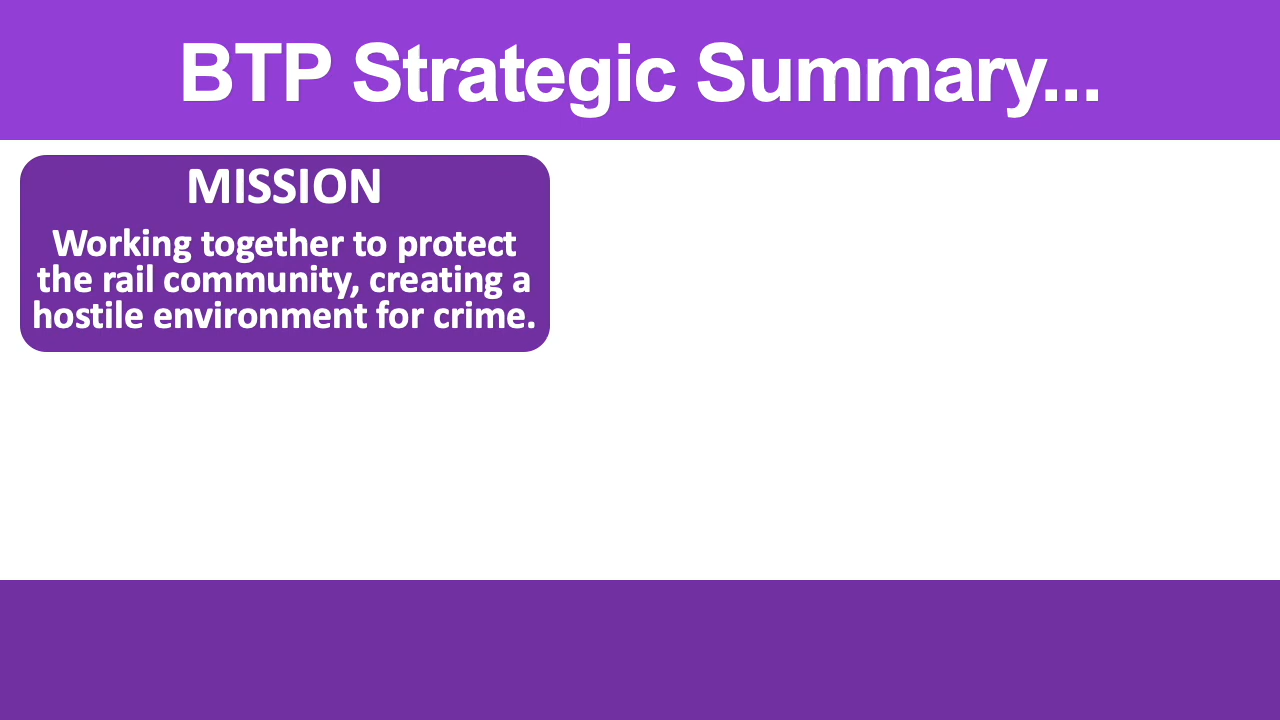 BTP Strategic Summary...
MISSION
Working together to protect
the rail community, creating a
hostile environment for crime.